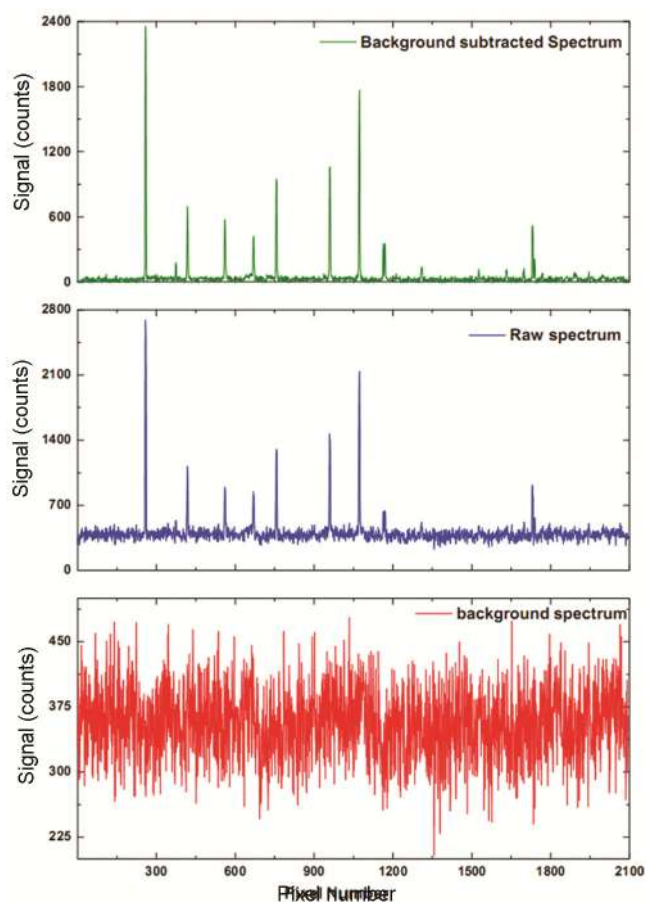 2400
Background subtracted Spectrum
1800
1200
600
0
Signal (counts)
2800
Raw spectrum
2100
1400
700
0
Signal (counts)
background spectrum
450
375
300
225
Signal (counts)
300 600 900 1200 1500 1800 2100
Pixel Number